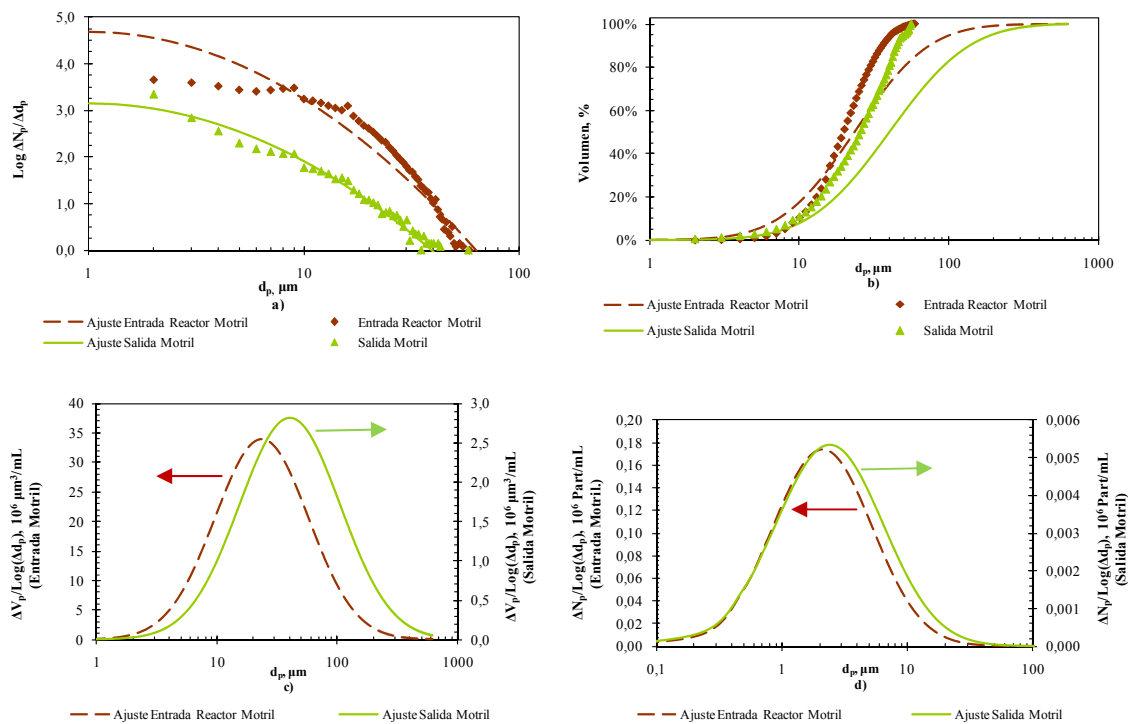 5,0
4,0
3,0
2,0
1,0
0,0
Log ΔNp/Δdp
1
10
100
dp, µm
a)
Ajuste Entrada Reactor Motril
Entrada Reactor Motril
Ajuste Salida Motril
Salida Motril
100%
80%
60%
40%
20%
0%
Volumen, %
1
10
100
1000
dp, µm
b)
Ajuste Entrada Reactor Motril
Entrada Reactor Motril
Ajuste Salida Motril
Salida Motril
40
35
30
25
20
15
10
5
0
ΔVp/Log(Δdp), 10⁶ µm³/mL
(Entrada Motril)
3,0
2,5
2,0
1,5
1,0
0,5
0,0
ΔVp/Log(Δdp), 10⁶ µm³/mL
(Salida Motril)
1
10
100
1000
dp, µm
c)
Ajuste Entrada Reactor Motril
Ajuste Salida Motril
0,20
0,18
0,16
0,14
0,12
0,10
0,08
0,06
0,04
0,02
0,00
ΔNp/Log(Δdp), 10⁶ Part/mL
(Entrada Motril)
0,006
0,005
0,004
0,003
0,002
0,001
0,000
ΔNp/Log(Δdp), 10⁶ Part/mL
(Salida Motril)
0,1
1
10
100
dp, µm
d)
Ajuste Entrada Reactor Motril
Ajuste Salida Motril